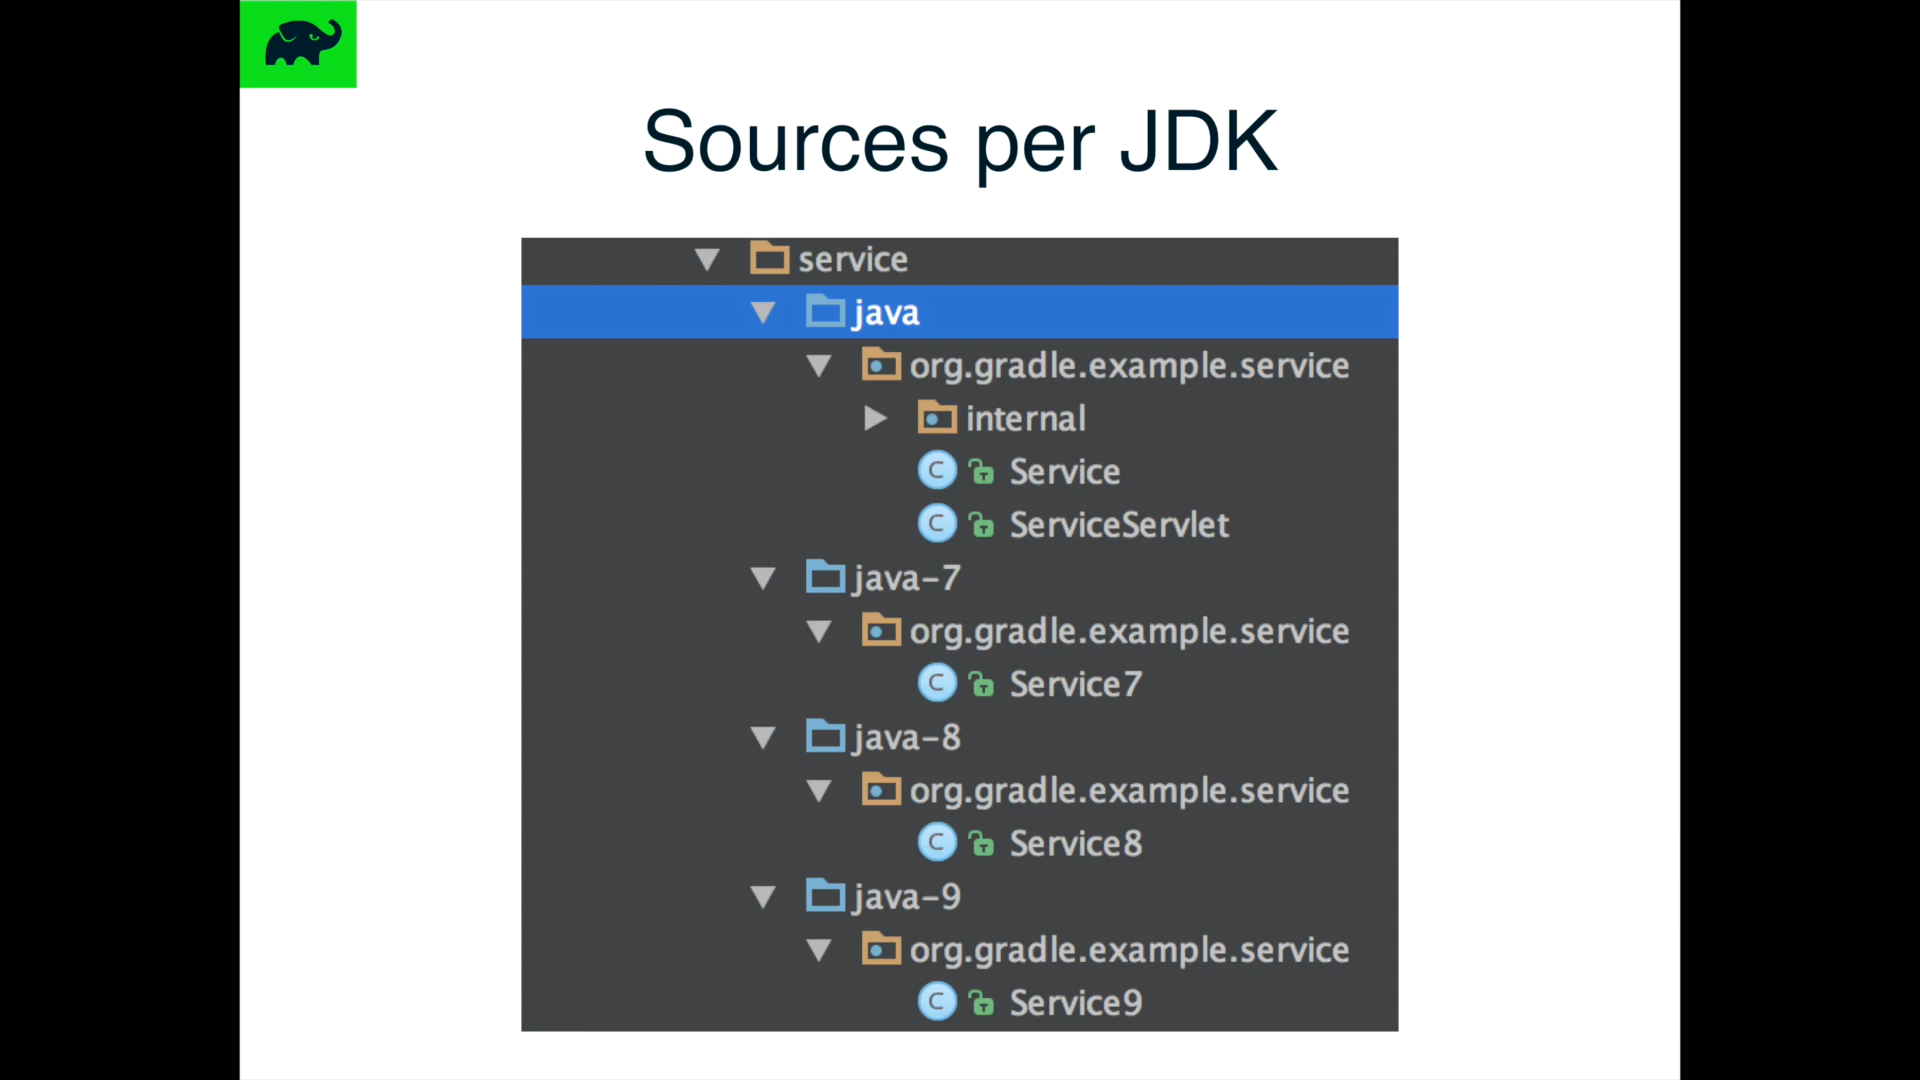 Sources per JDK
service
java
org.gradle.example.service
internal
C Service
C ServiceServlet
java-7
org.gradle.example.service
C Service7
java-8
org.gradle.example.service
C Service8
java-9
org.gradle.example.service
C Service9